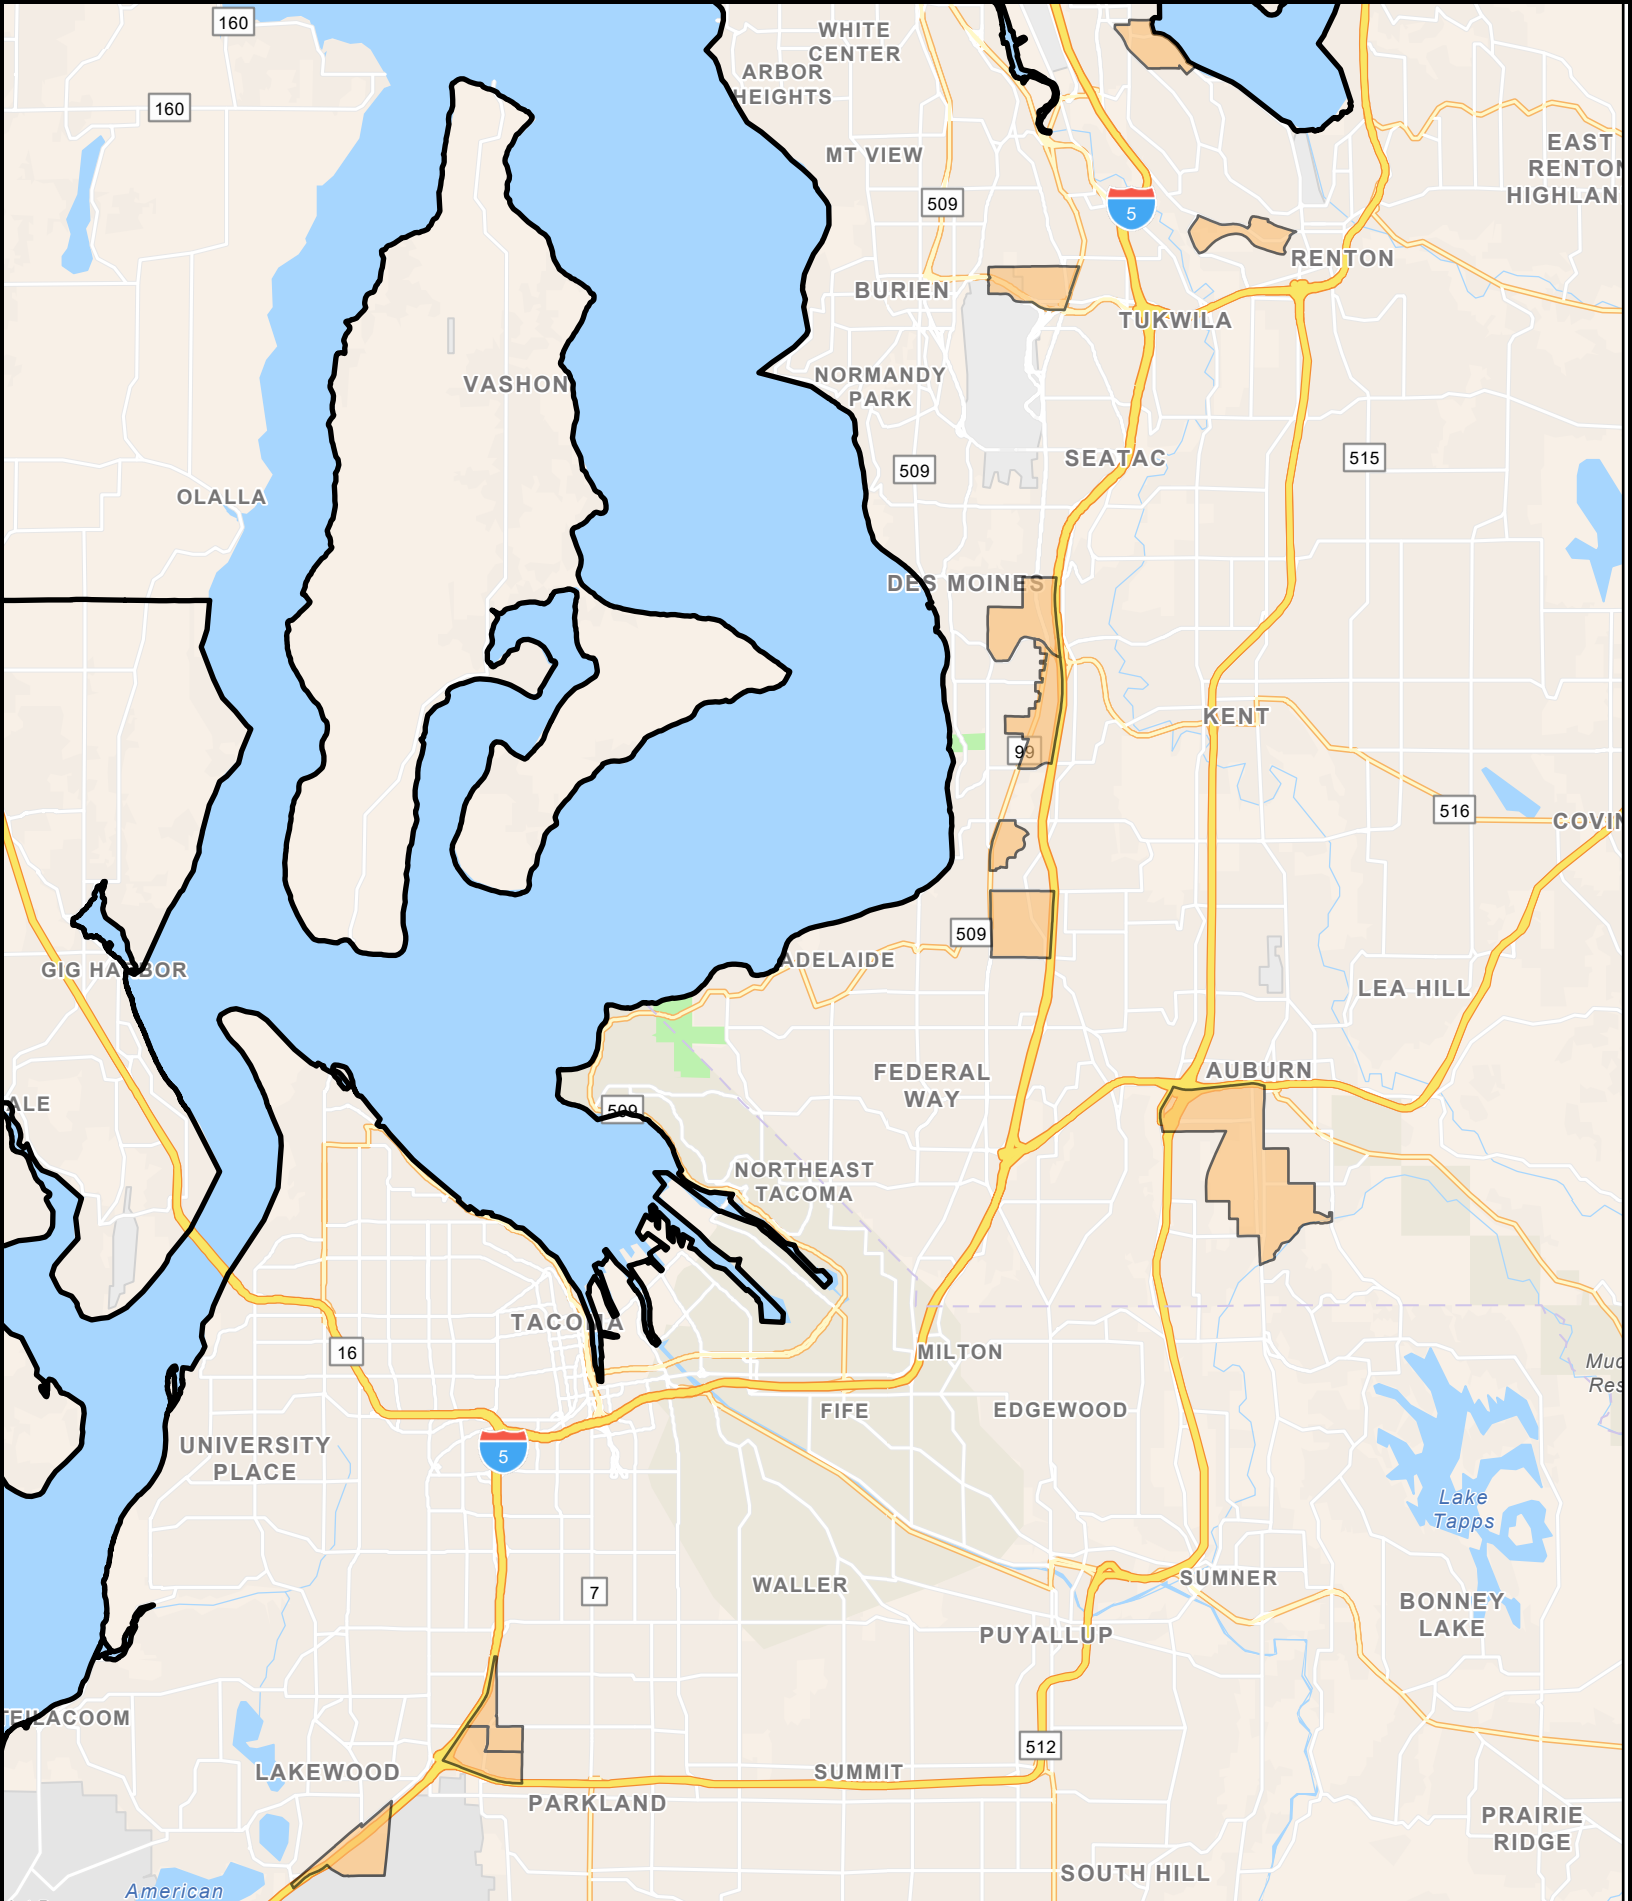 160
WHITE
CENTER
ARBOR
HEIGHTS
160
MT VIEW
EAST
RENTON
HIGHLAN
509
5
RENTON
BURIEN
TUKWILA
VASHON
NORMANDY
PARK
SEATAC
515
509
OLALLA
DES MOINES
KENT
99
516
COVIN
509
ADELAIDE
GIG HARBOR
LEA HILL
FEDERAL
WAY
AUBURN
ALE
509
NORTHEAST
TACOMA
TACOMA
16
MILTON
Muc
Res
FIFE
EDGEWOOD
UNIVERSITY
PLACE
5
Lake
Tapps
WALLER
7
SUMNER
BONNEY
LAKE
PUYALLUP
TEILACOOM
512
LAKEWOOD
SUMMIT
PARKLAND
PRAIRIE
RIDGE
SOUTH HILL
American